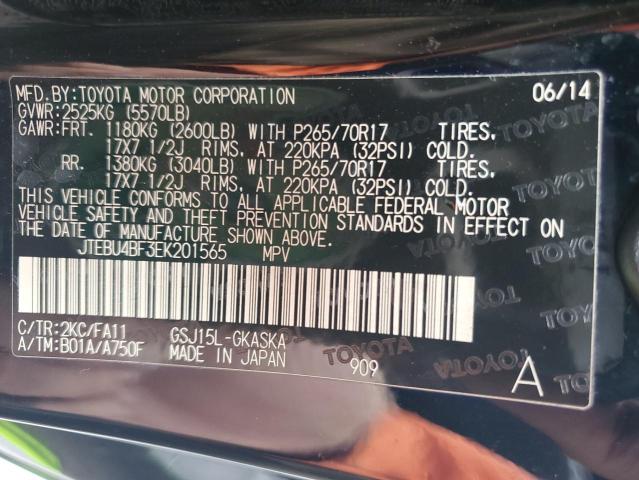 MFD.BY:TOYOTA MOTOR CORPORATION 06/14
GVWR:2525KG (5570LB)
GAWR:FRT. 1180KG (2600LB) WITH P265/70R17 TIRES,
17X7 1/2J RIMS, AT 220KPA (32PSI) COLD.
RR. 1380KG (3040LB) WITH P265/70R17 TIRES,
17X7 1/2J RIMS, AT 220KPA (32PSI) COLD.
THIS VEHICLE CONFORMS TO ALL APPLICABLE FEDERAL MOTOR
VEHICLE SAFETY AND THEFT PREVENTION STANDARDS IN EFFECT ON
THE DATE OF MANUFACTURE SHOWN ABOVE.
JTEBU4BF3EK201565 MPV
C/TR:2KC/FA11 GSJ15L-GKASKA
A/TM:B01A/A750F MADE IN JAPAN
909 A
TOYOTA
TOYOTA
TOYOTA